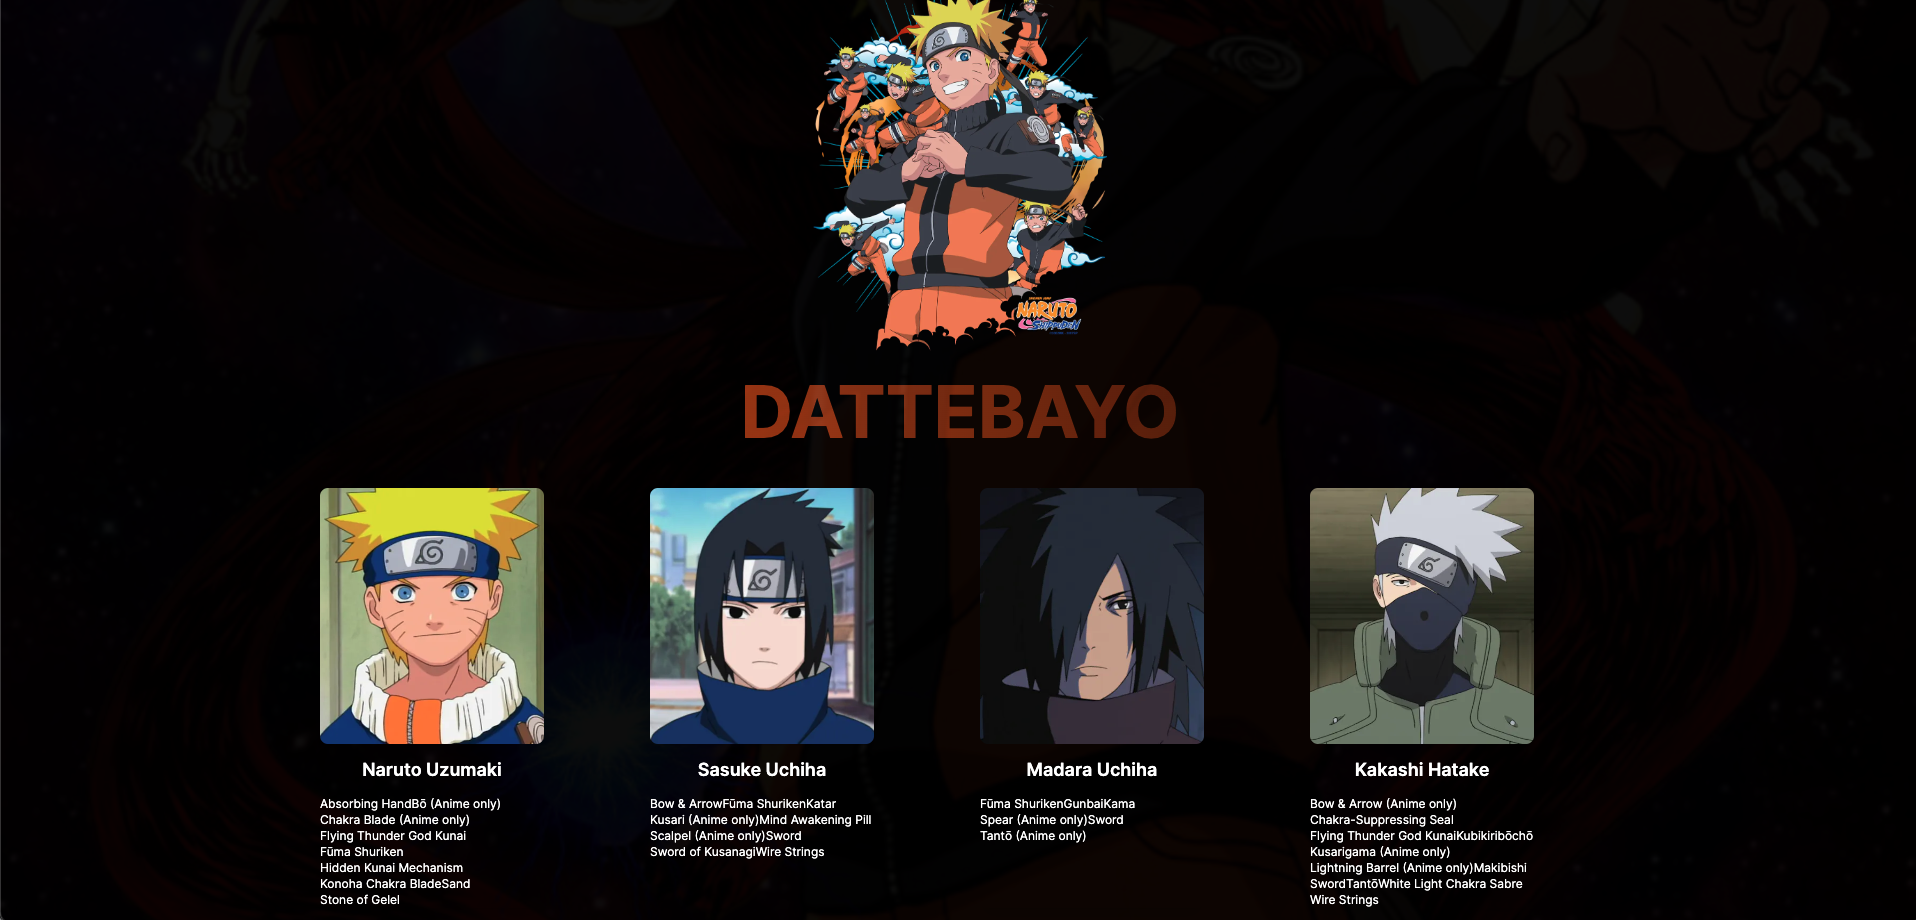 NARUTO
SHIPPUDEN
DATTEBAYO
Naruto Uzumaki
Absorbing HandBō (Anime only)
Chakra Blade (Anime only)
Flying Thunder God Kunai
Fūma Shuriken
Hidden Kunai Mechanism
Konoha Chakra BladeSand
Stone of Gelel
Sasuke Uchiha
Bow & ArrowFūma ShurikenKatar
Kusari (Anime only)Mind Awakening Pill
Scalpel (Anime only)Sword
Sword of KusanagiWire Strings
Madara Uchiha
Fūma ShurikenGunbaiKama
Spear (Anime only)Sword
Tantō (Anime only)
Kakashi Hatake
Bow & Arrow (Anime only)
Chakra-Suppressing Seal
Flying Thunder God KunaiKubikiribōchō
Kusarigama (Anime only)
Lightning Barrel (Anime only)Makibishi
SwordTantōWhite Light Chakra Sabre
Wire Strings